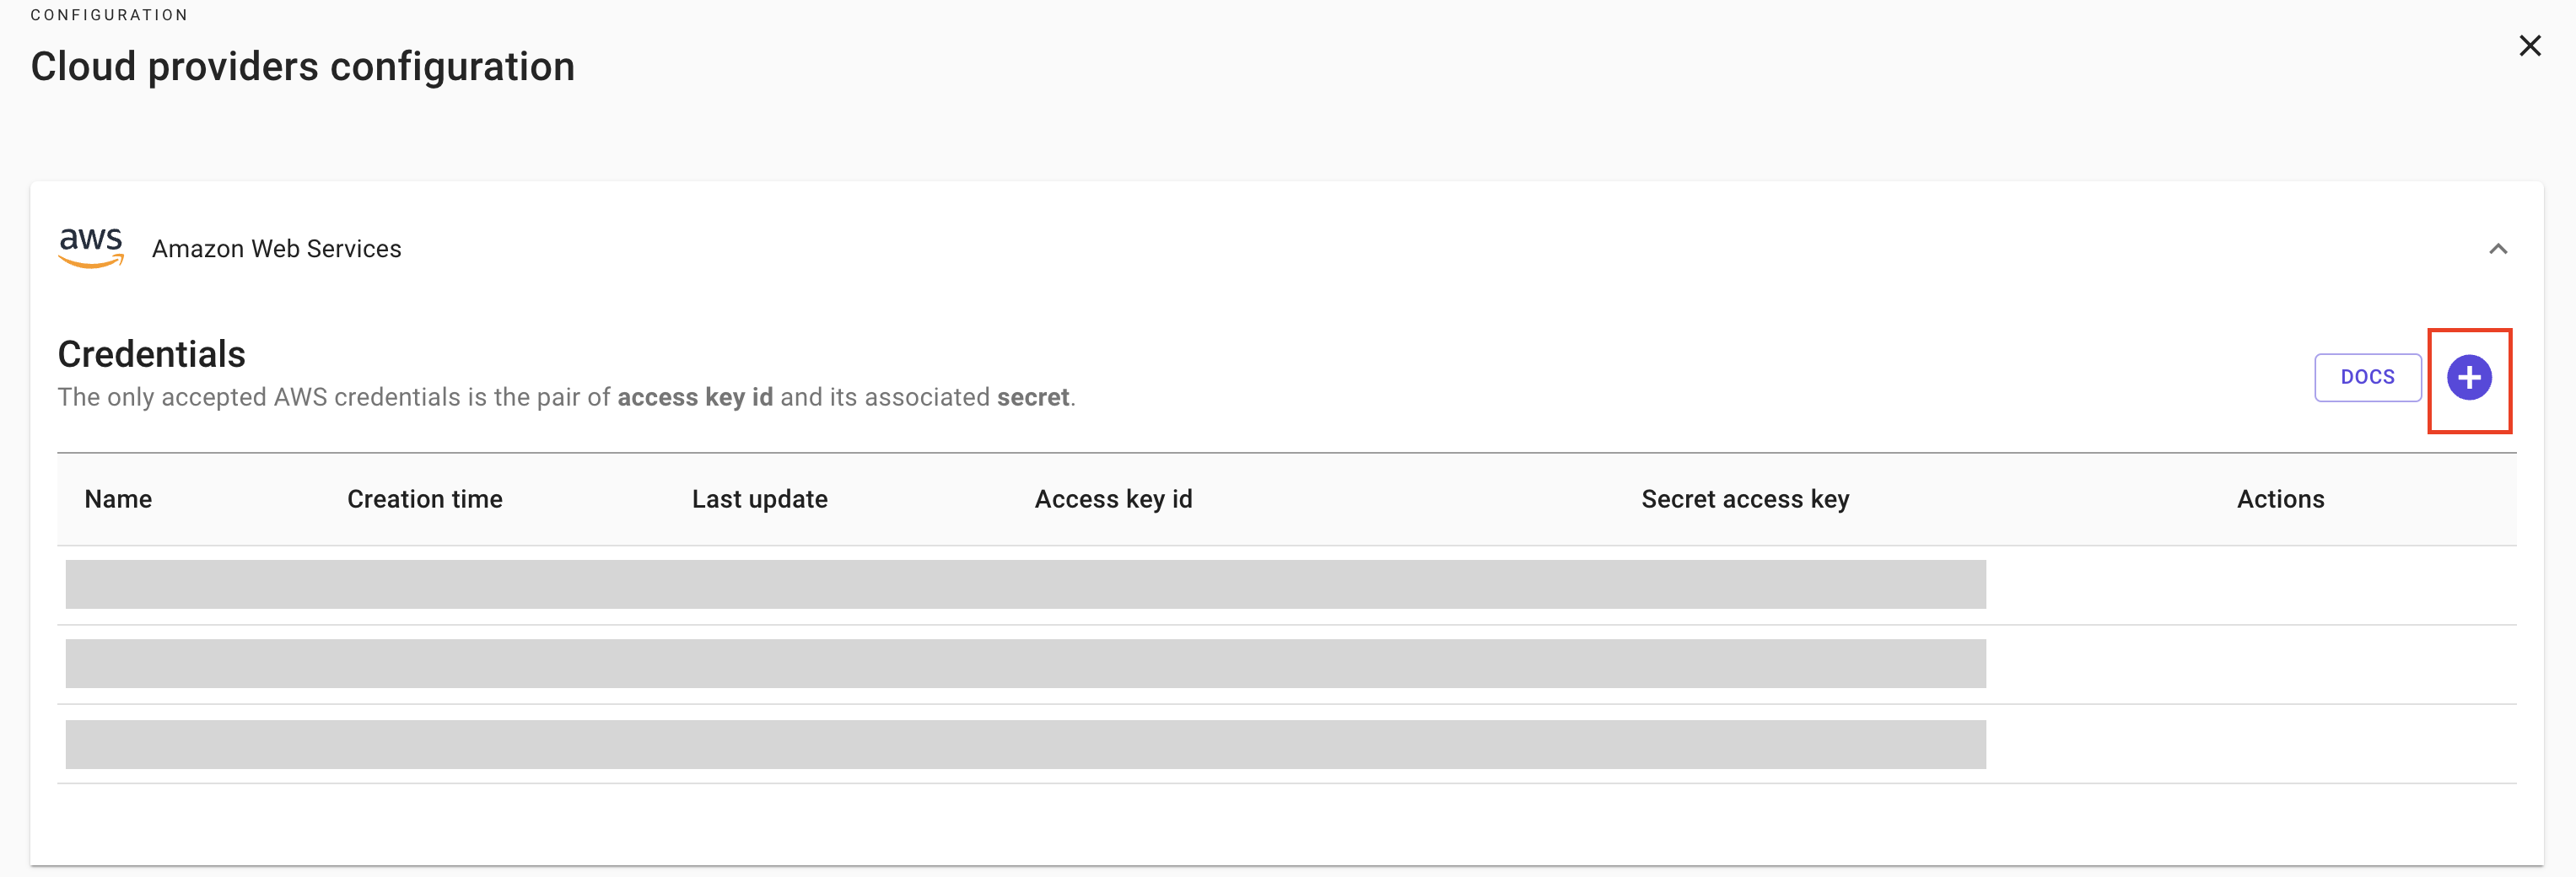 CONFIGURATION
Cloud providers configuration
aws
Amazon Web Services
Credentials
The only accepted AWS credentials is the pair of access key id and its associated secret.
DOCS
Name Creation time Last update Access key id Secret access key Actions